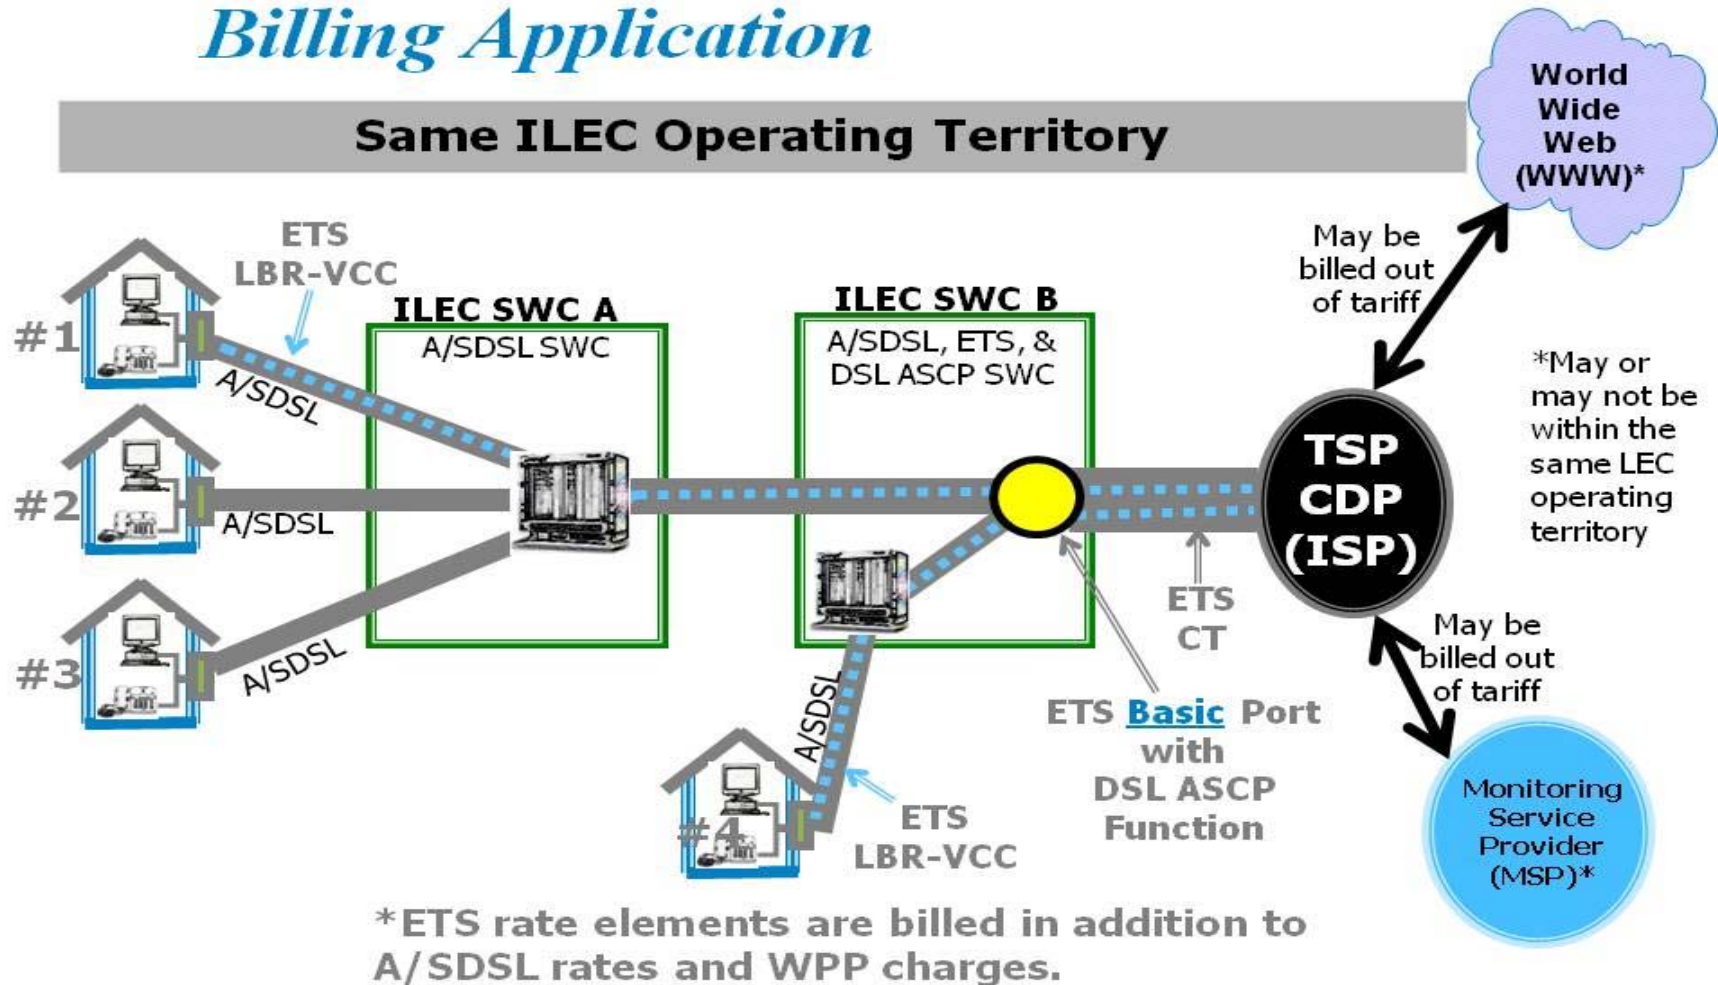 Billing Application
Same ILEC Operating Territory
World
Wide
Web
(WWW)*
May be
billed out
of tariff
*May or
may not be
within the
same LEC
operating
territory
ETS
LBR-VCC
ILEC SWC A
A/SDSL SWC
ILEC SWC B
A/SDSL, ETS, &
DSL ASCP SWC
#1
A/SDSL
#2
A/SDSL
#3
A/SDSL
TSP
CDP
(ISP)
ETS
CT
ETS Basic Port
with
DSL ASCP
Function
May be
billed out
of tariff
A/SDSL
#4
ETS
LBR-VCC
Monitoring
Service
Provider
(MSP)*
*ETS rate elements are billed in addition to
A/SDSL rates and WPP charges.